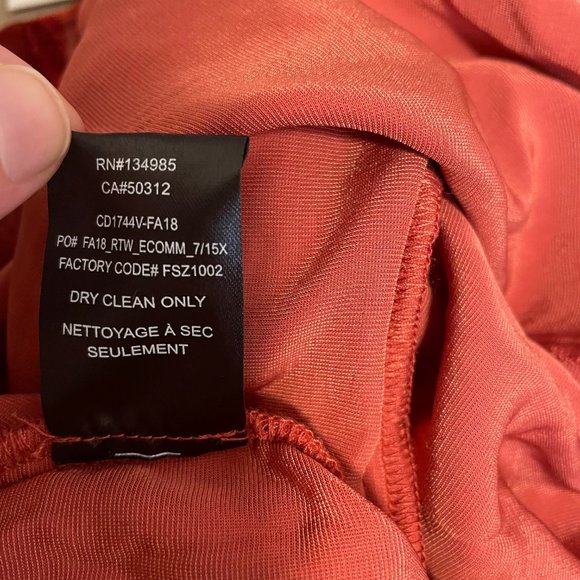 RN#134985
CA#50312
CD1744V-FA18
PO# FA18_RTW_ECOMM_7/15X
FACTORY CODE# FSZ1002
DRY CLEAN ONLY
NETTOYAGE À SEC
SEULEMENT